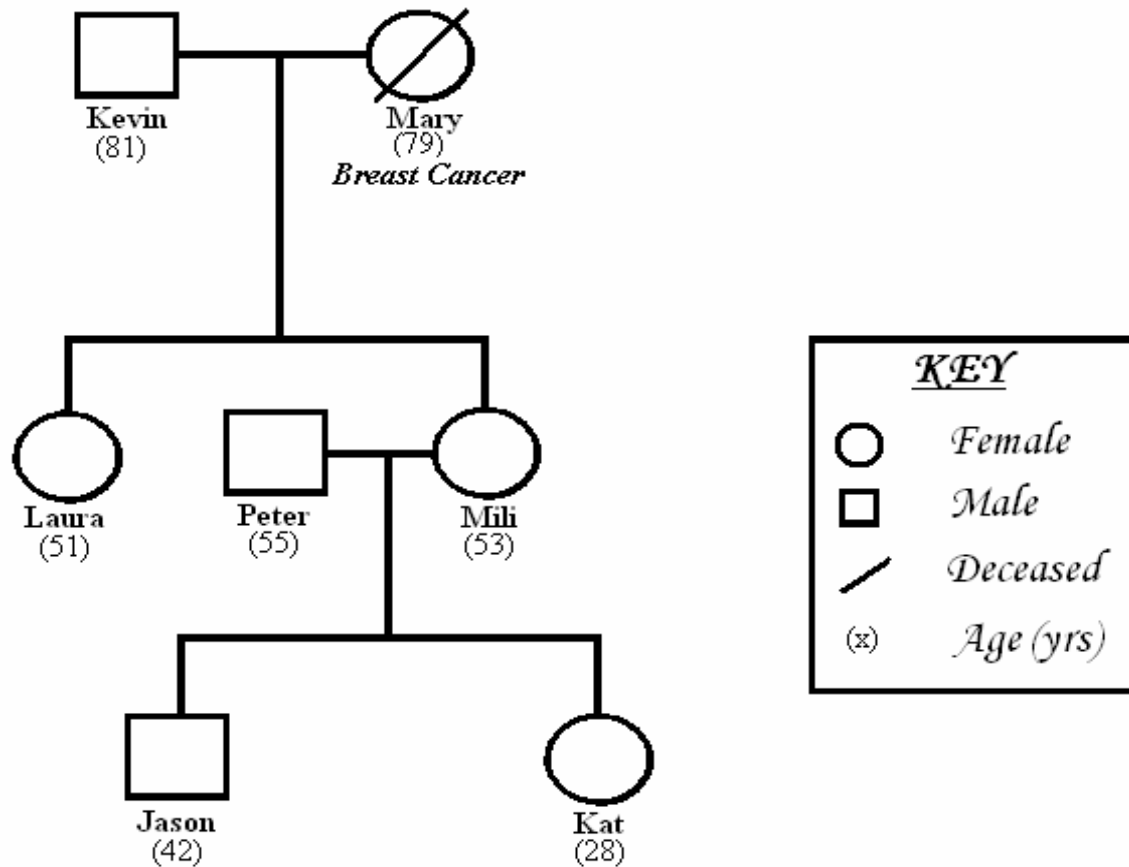 Kevin
(81)
Mary
(79)
Breast Cancer
Laura
(51)
Peter
(55)
Mili
(53)
Jason
(42)
Kat
(28)
KEY
Female
Male
Deceased
(x) Age (yrs)